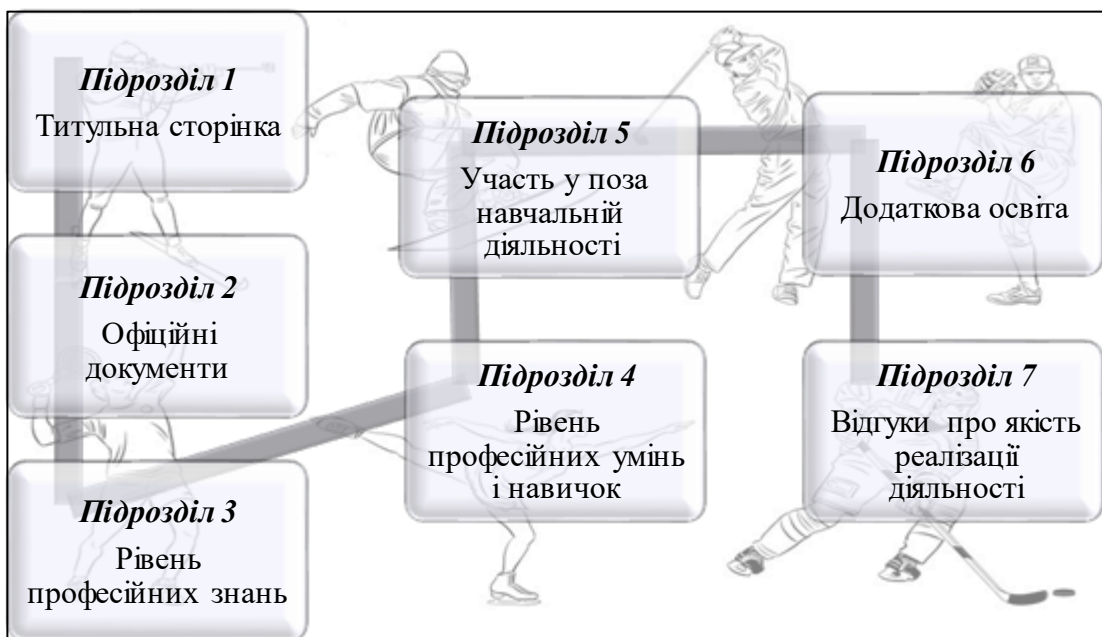 Підрозділ 1
Титульна сторінка
Підрозділ 2
Офіційні
документи
Підрозділ 3
Рівень
професійних знань
Підрозділ 4
Рівень
професійних умінь
і навичок
Підрозділ 5
Участь у поза
навчальній
діяльності
Підрозділ 6
Додаткова освіта
Підрозділ 7
Відгуки про якість
реалізації
діяльності